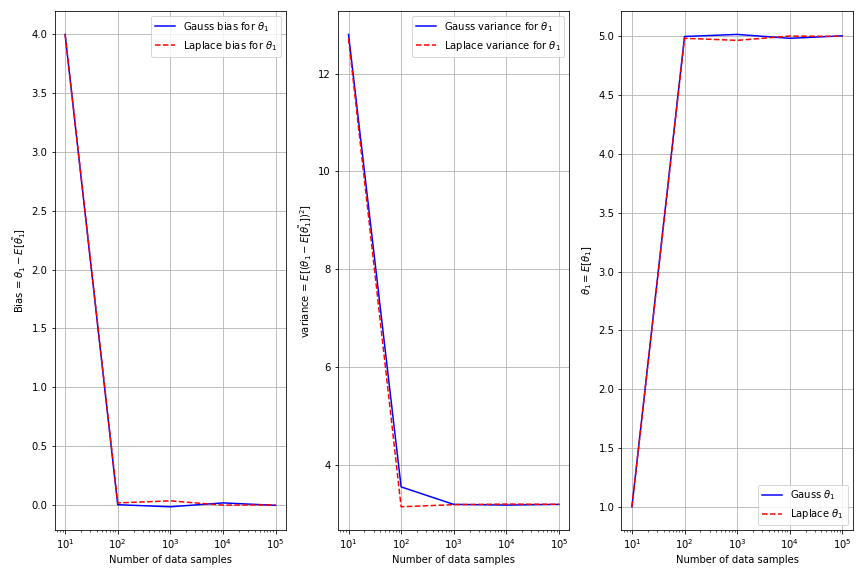 Gauss bias for θ₁
Laplace bias for θ₁
4.0
3.5
3.0
2.5
2.0
1.5
1.0
0.5
0.0
Bias = θ₁ − E[θ̂₁]
10¹ 10² 10³ 10⁴ 10⁵
Number of data samples
Gauss variance for θ₁
Laplace variance for θ₁
12
10
8
6
4
variance = E[(θ₁ − E[θ̂₁])²]
10¹ 10² 10³ 10⁴ 10⁵
Number of data samples
5.0
4.5
4.0
3.5
3.0
2.5
2.0
1.5
1.0
θ₁= E[θ₁]
Gauss θ₁
Laplace θ₁
10¹ 10² 10³ 10⁴ 10⁵
Number of data samples